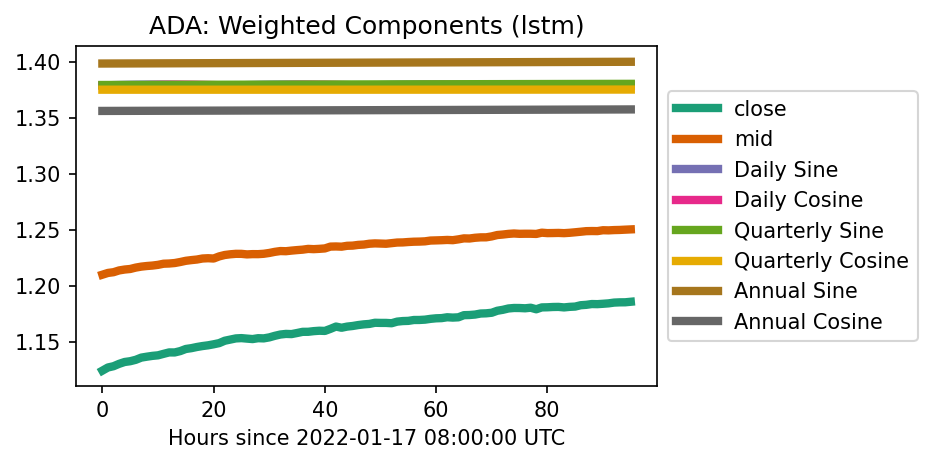 ADA: Weighted Components (lstm)
1.40
1.35
1.30
1.25
1.20
1.15
0 20 40 60 80
Hours since 2022-01-17 08:00:00 UTC
close
mid
Daily Sine
Daily Cosine
Quarterly Sine
Quarterly Cosine
Annual Sine
Annual Cosine